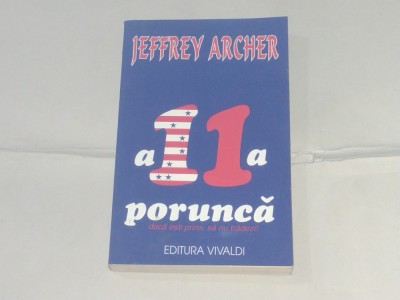 JEFFREY ARCHER
a 11 a
poruncă
dacă ești prins, să nu trădezi!
EDITURA VIVALDI